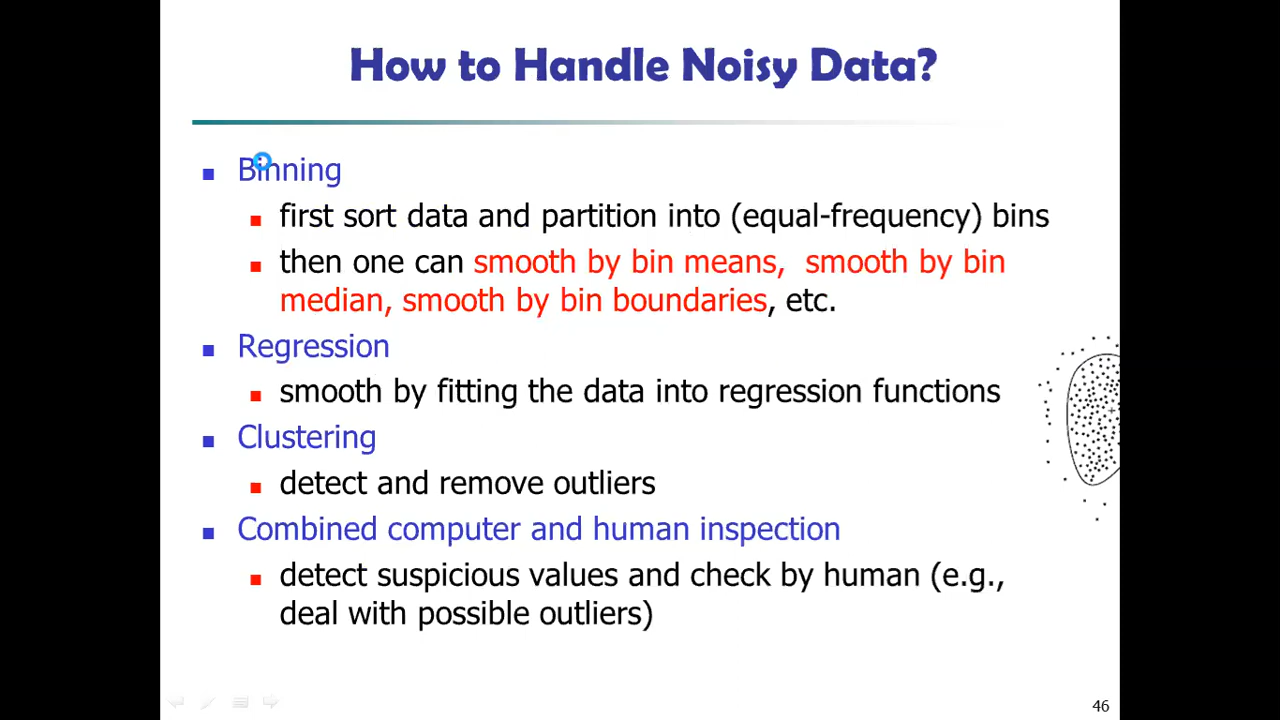 How to Handle Noisy Data?
Binning
first sort data and partition into (equal-frequency) bins
then one can smooth by bin means, smooth by bin
median, smooth by bin boundaries, etc.
Regression
smooth by fitting the data into regression functions
Clustering
detect and remove outliers
Combined computer and human inspection
detect suspicious values and check by human (e.g.,
deal with possible outliers)
46